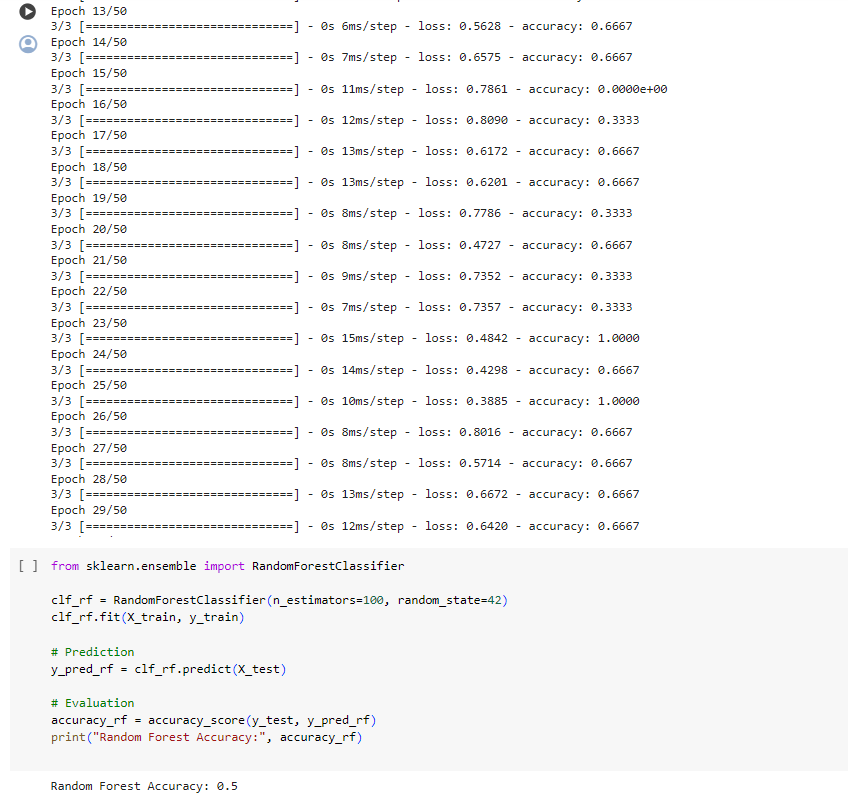 Epoch 13/50
3/3 [==============================] - 0s 6ms/step - loss: 0.5628 - accuracy: 0.6667
Epoch 14/50
3/3 [==============================] - 0s 7ms/step - loss: 0.6575 - accuracy: 0.6667
Epoch 15/50
3/3 [==============================] - 0s 11ms/step - loss: 0.7861 - accuracy: 0.0000e+00
Epoch 16/50
3/3 [==============================] - 0s 12ms/step - loss: 0.8090 - accuracy: 0.3333
Epoch 17/50
3/3 [==============================] - 0s 13ms/step - loss: 0.6172 - accuracy: 0.6667
Epoch 18/50
3/3 [==============================] - 0s 13ms/step - loss: 0.6201 - accuracy: 0.6667
Epoch 19/50
3/3 [==============================] - 0s 8ms/step - loss: 0.7786 - accuracy: 0.3333
Epoch 20/50
3/3 [==============================] - 0s 8ms/step - loss: 0.4727 - accuracy: 0.6667
Epoch 21/50
3/3 [==============================] - 0s 9ms/step - loss: 0.7352 - accuracy: 0.3333
Epoch 22/50
3/3 [==============================] - 0s 7ms/step - loss: 0.7357 - accuracy: 0.3333
Epoch 23/50
3/3 [==============================] - 0s 15ms/step - loss: 0.4842 - accuracy: 1.0000
Epoch 24/50
3/3 [==============================] - 0s 14ms/step - loss: 0.4298 - accuracy: 0.6667
Epoch 25/50
3/3 [==============================] - 0s 10ms/step - loss: 0.3885 - accuracy: 1.0000
Epoch 26/50
3/3 [==============================] - 0s 8ms/step - loss: 0.8016 - accuracy: 0.6667
Epoch 27/50
3/3 [==============================] - 0s 8ms/step - loss: 0.5714 - accuracy: 0.6667
Epoch 28/50
3/3 [==============================] - 0s 13ms/step - loss: 0.6672 - accuracy: 0.6667
Epoch 29/50
3/3 [==============================] - 0s 12ms/step - loss: 0.6420 - accuracy: 0.6667
[ ] from sklearn.ensemble import RandomForestClassifier
clf_rf = RandomForestClassifier(n_estimators=100, random_state=42)
clf_rf.fit(X_train, y_train)
# Prediction
y_pred_rf = clf_rf.predict(X_test)
# Evaluation
accuracy_rf = accuracy_score(y_test, y_pred_rf)
print("Random Forest Accuracy:", accuracy_rf)
Random Forest Accuracy: 0.5